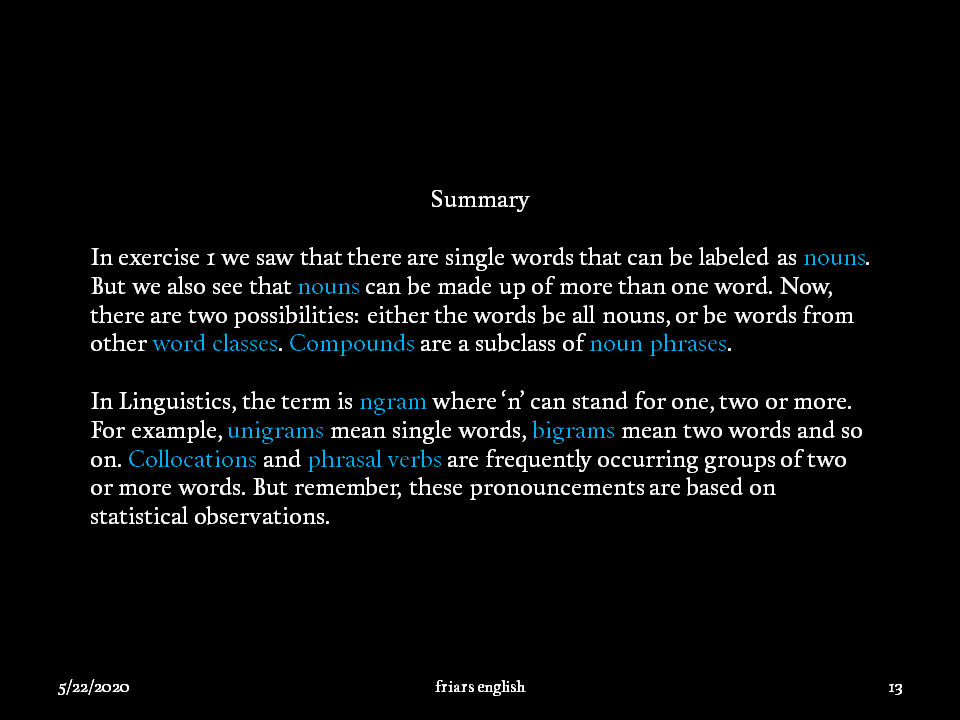 Summary
In exercise 1 we saw that there are single words that can be labeled as nouns.
But we also see that nouns can be made up of more than one word. Now,
there are two possibilities: either the words be all nouns, or be words from
other word classes. Compounds are a subclass of noun phrases.
In Linguistics, the term is ngram where ‘n’ can stand for one, two or more.
For example, unigrams mean single words, bigrams mean two words and so
on. Collocations and phrasal verbs are frequently occurring groups of two
or more words. But remember, these pronouncements are based on
statistical observations.
5/22/2020 friars english 13